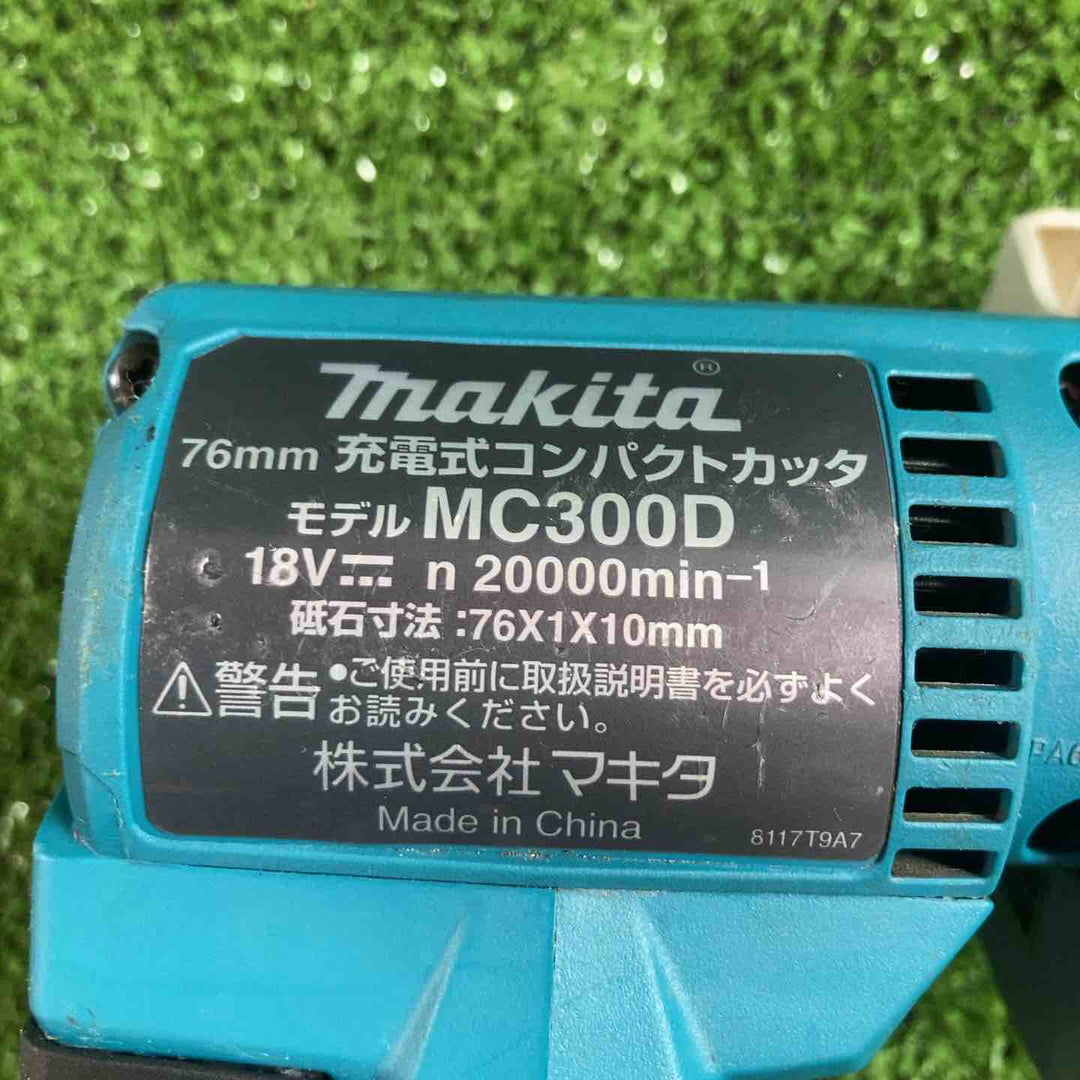 makita®
76mm 充電式コンパクトカッタ
モデル MC300D
18V⎓ n 20000min-1
砥石寸法 :76X1X10mm
⚠警告 •ご使用前に取扱説明書を必ずよく
お読みください。
株式会社マキタ
Made in China
8117T9A7